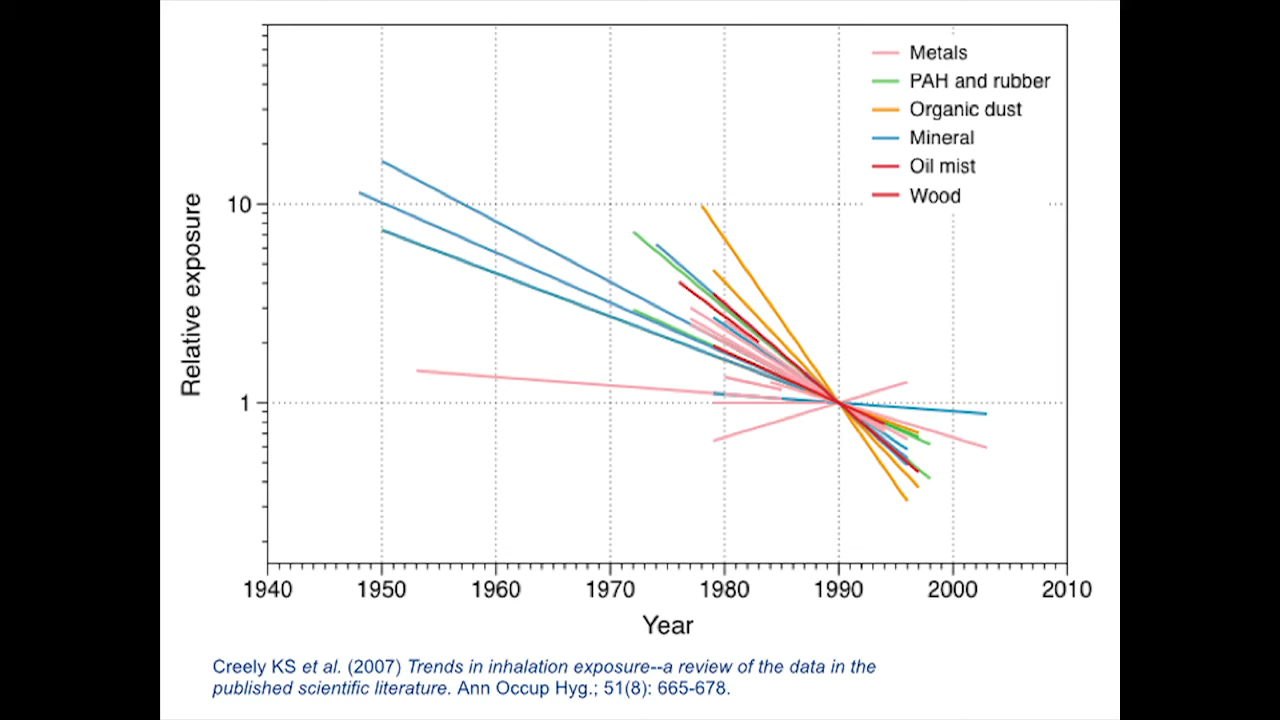 Metals
PAH and rubber
Organic dust
Mineral
Oil mist
Wood
Relative exposure
10
1
1940 1950 1960 1970 1980 1990 2000 2010
Year
Creely KS et al. (2007) Trends in inhalation exposure--a review of the data in the
published scientific literature. Ann Occup Hyg.; 51(8): 665-678.